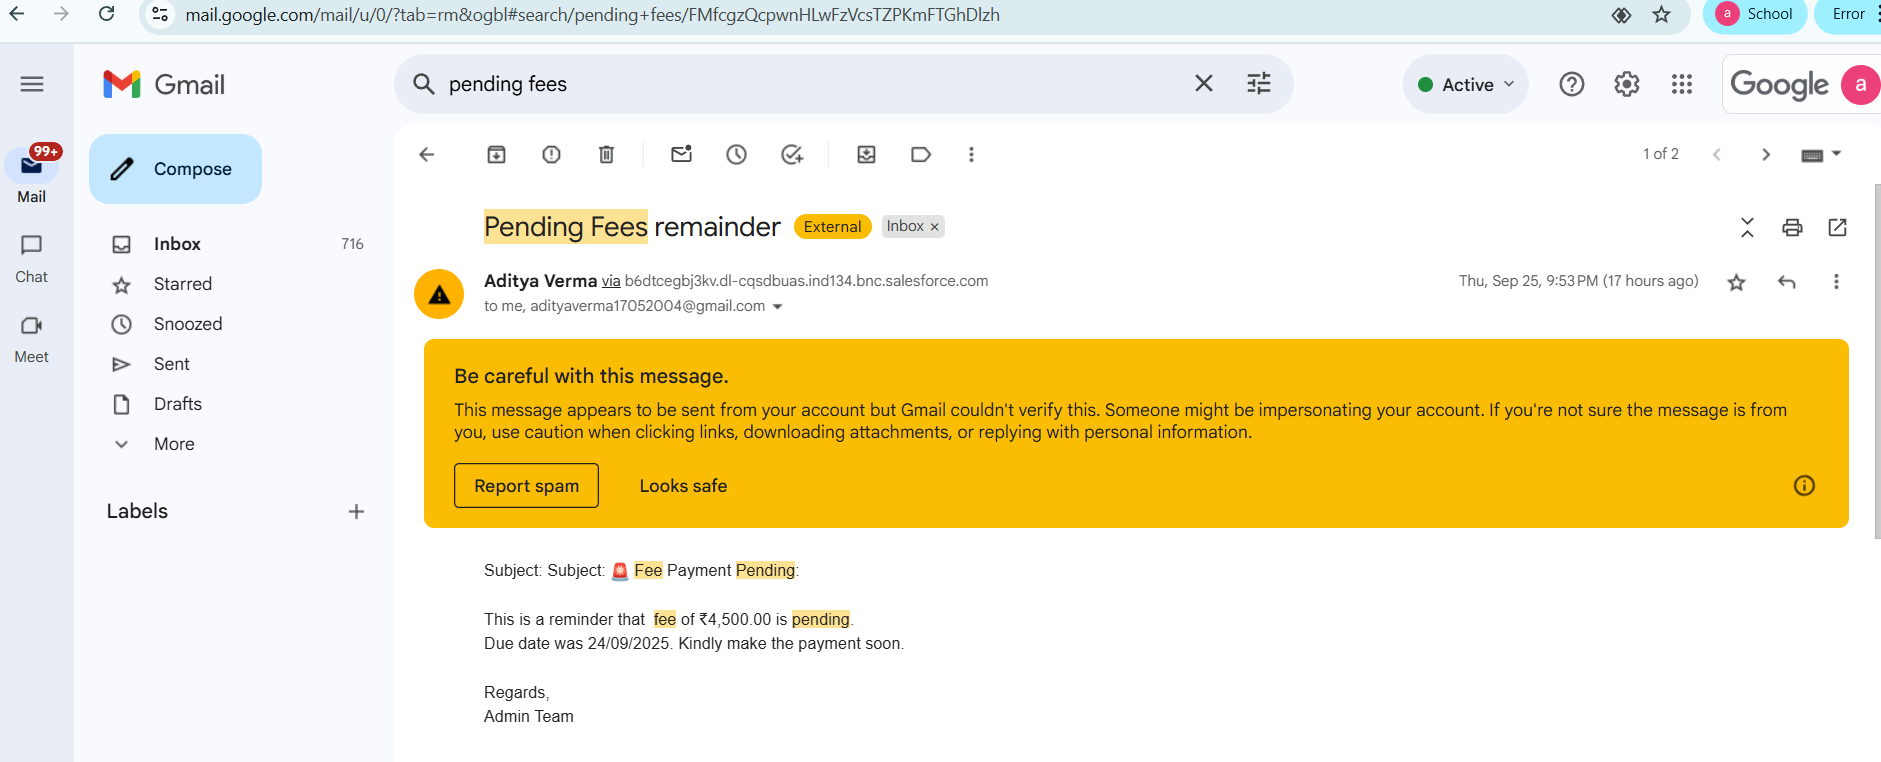 mail.google.com/mail/u/0/?tab=rm&ogbl#search/pending+fees/FMfcgzQcpwnHLwFzVcsTZPKmFTGhDlzh
a School
Error
Gmail
pending fees
Active
Google a
99+
Mail
Compose
1 of 2
Chat
Inbox 716
Starred
Snoozed
Meet
Sent
Drafts
More
Labels
Pending Fees remainder External Inbox ×
Aditya Verma via b6dtcegbj3kv.dl-cqsdbuas.ind134.bnc.salesforce.com
Thu, Sep 25, 9:53 PM (17 hours ago)
to me, adityaverma17052004@gmail.com
Be careful with this message.
This message appears to be sent from your account but Gmail couldn't verify this. Someone might be impersonating your account. If you're not sure the message is from
you, use caution when clicking links, downloading attachments, or replying with personal information.
Report spam Looks safe
Subject: Subject: 🚨 Fee Payment Pending:
This is a reminder that  fee of ₹4,500.00 is pending.
Due date was 24/09/2025. Kindly make the payment soon.
Regards,
Admin Team